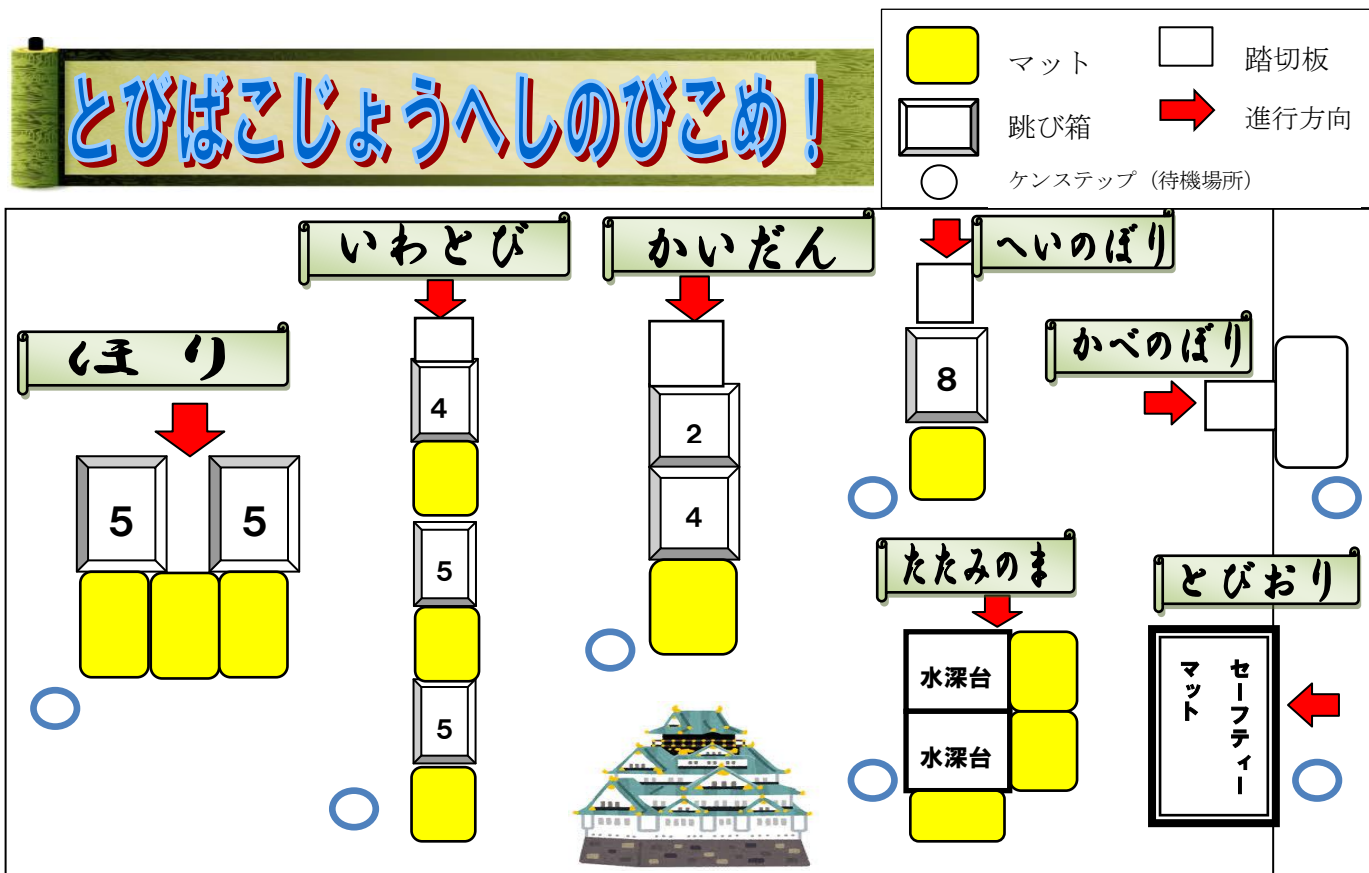 とびばこじょうへしのびこめ！
マット
踏切板
跳び箱
進行方向
ケンステップ（待機場所）
いわとび
かいだん
へいのぼり
かべのぼり
ほり
8
4
2
5
5
4
5
たたみのま
とびおり
水深台
セーフティー
マット
5
水深台